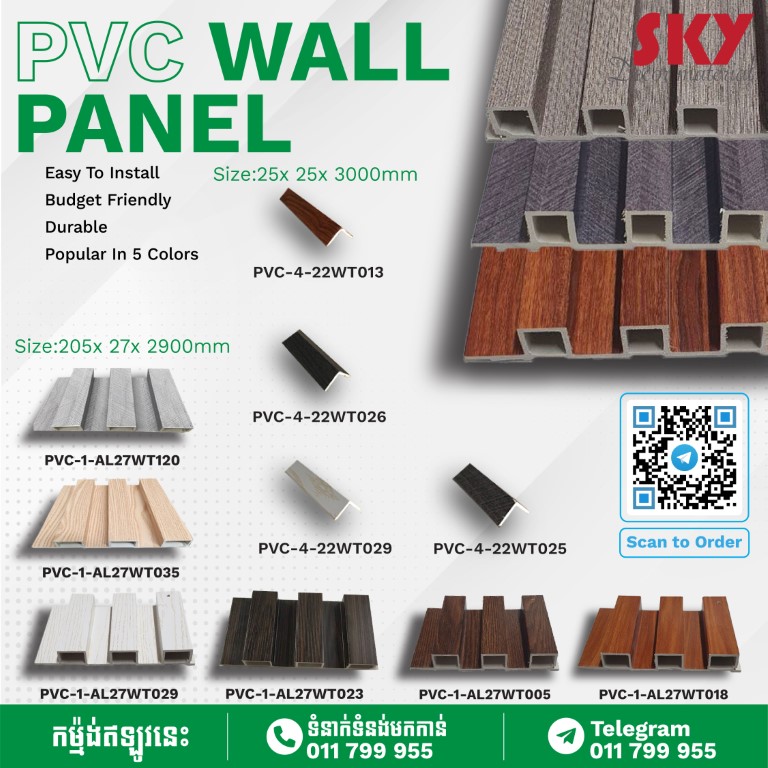 PVC WALL
PANEL
SKY
Decor material
Easy To Install
Budget Friendly
Durable
Popular In 5 Colors
Size:25x 25x 3000mm
PVC-4-22WT013
Size:205x 27x 2900mm
PVC-4-22WT026
PVC-1-AL27WT120
PVC-4-22WT029
PVC-4-22WT025
Scan to Order
PVC-1-AL27WT035
PVC-1-AL27WT029
PVC-1-AL27WT023
PVC-1-AL27WT005
PVC-1-AL27WT018
កម្ម៉ង់ឥឡូវនេះ
ទំនាក់ទំនងមកកាន់
011 799 955
Telegram
011 799 955